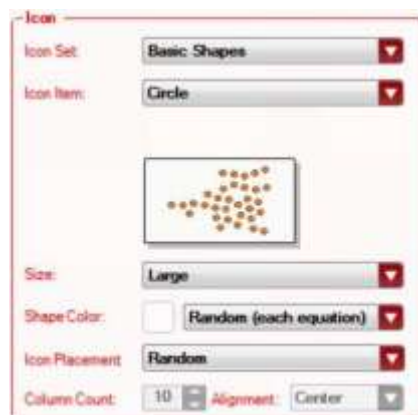 Icon
Icon Set: Basic Shapes
Icon Item: Circle
Size: Large
Shape Color: Random (each equation)
Icon Placement Random
Column Count: 10 Alignment: Center